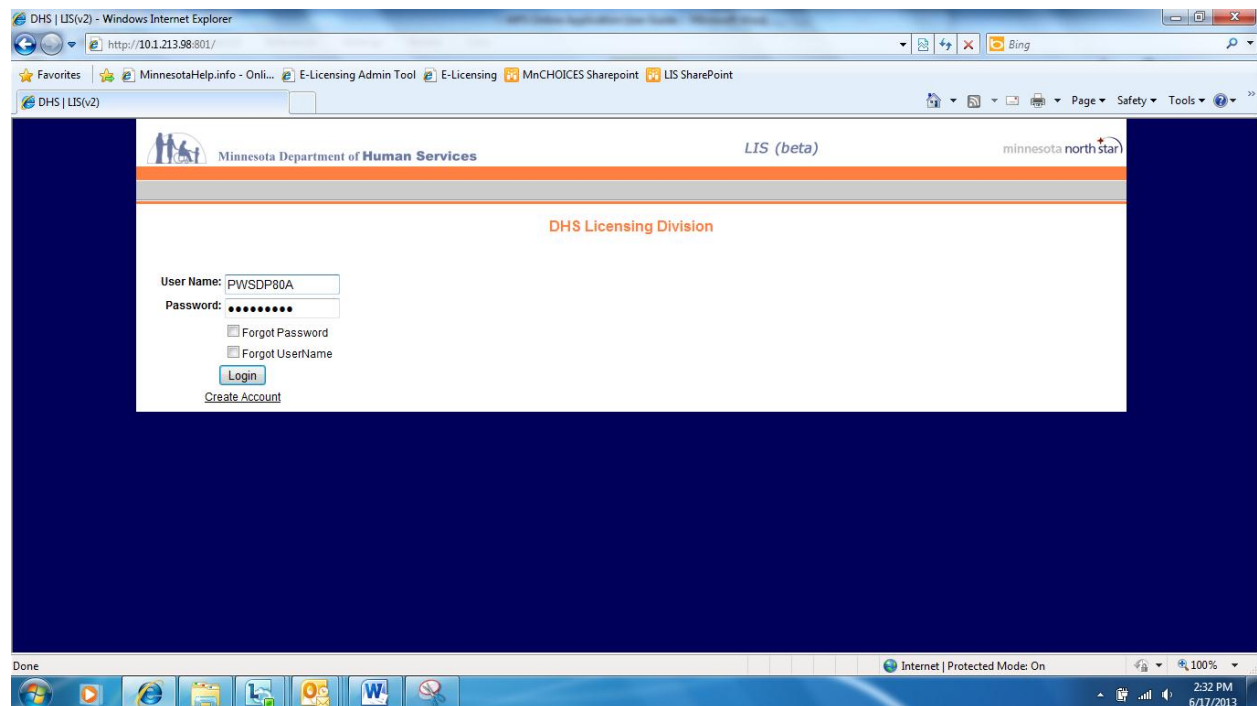 DHS | LIS(v2) - Windows Internet Explorer
http://10.1.213.98:801/
Bing
Favorites MinnesotaHelp.info - Onli... E-Licensing Admin Tool E-Licensing MnCHOICES Sharepoint LIS SharePoint
DHS | LIS(v2) Page Safety Tools
Minnesota Department of Human Services LIS (beta) minnesota north star
DHS Licensing Division
User Name: PWSDP80A
Password:
Forgot Password
Forgot UserName
Login
Create Account
Done Internet | Protected Mode: On 100%
2:32 PM
6/17/2013